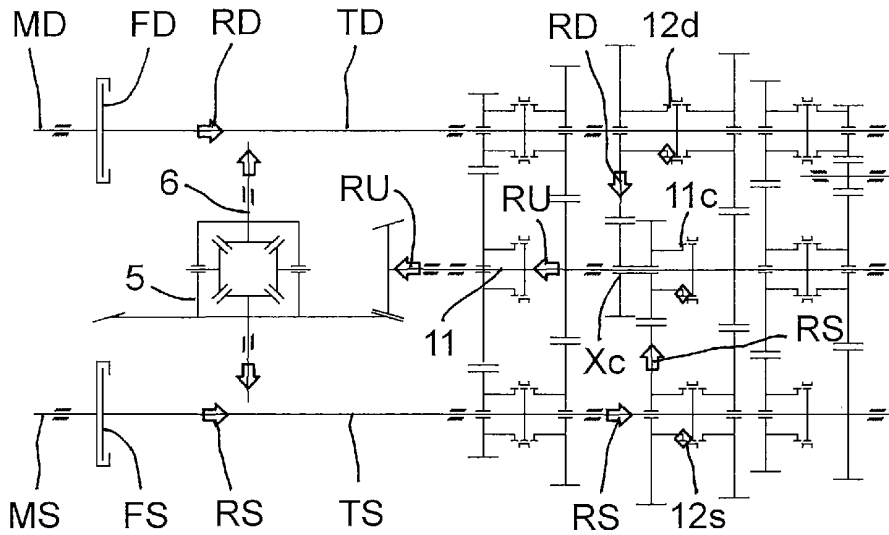 MD FD RD TD RD 12d
6 RU RU 11c
5 11 Xc RS
MS FS RS TS RS 12s